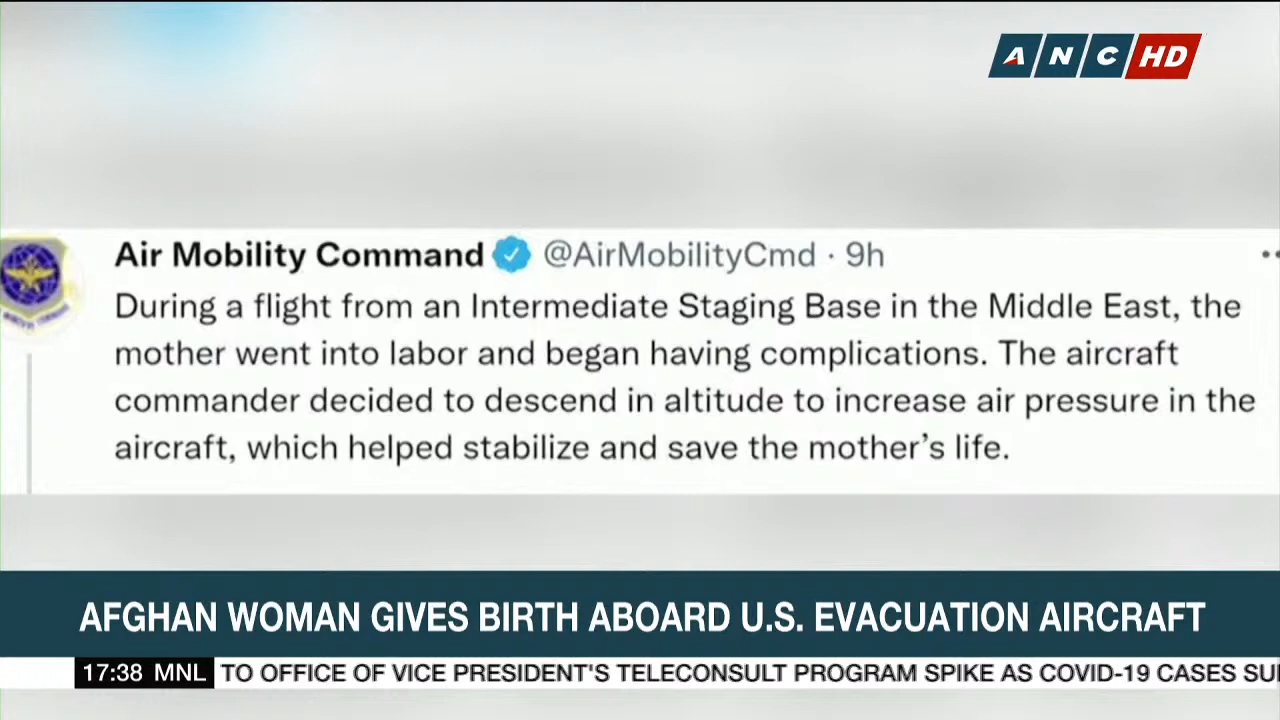 ANC HD
Air Mobility Command @AirMobilityCmd · 9h
During a flight from an Intermediate Staging Base in the Middle East, the
mother went into labor and began having complications. The aircraft
commander decided to descend in altitude to increase air pressure in the
aircraft, which helped stabilize and save the mother’s life.
AFGHAN WOMAN GIVES BIRTH ABOARD U.S. EVACUATION AIRCRAFT
17:38 MNL TO OFFICE OF VICE PRESIDENT'S TELECONSULT PROGRAM SPIKE AS COVID-19 CASES